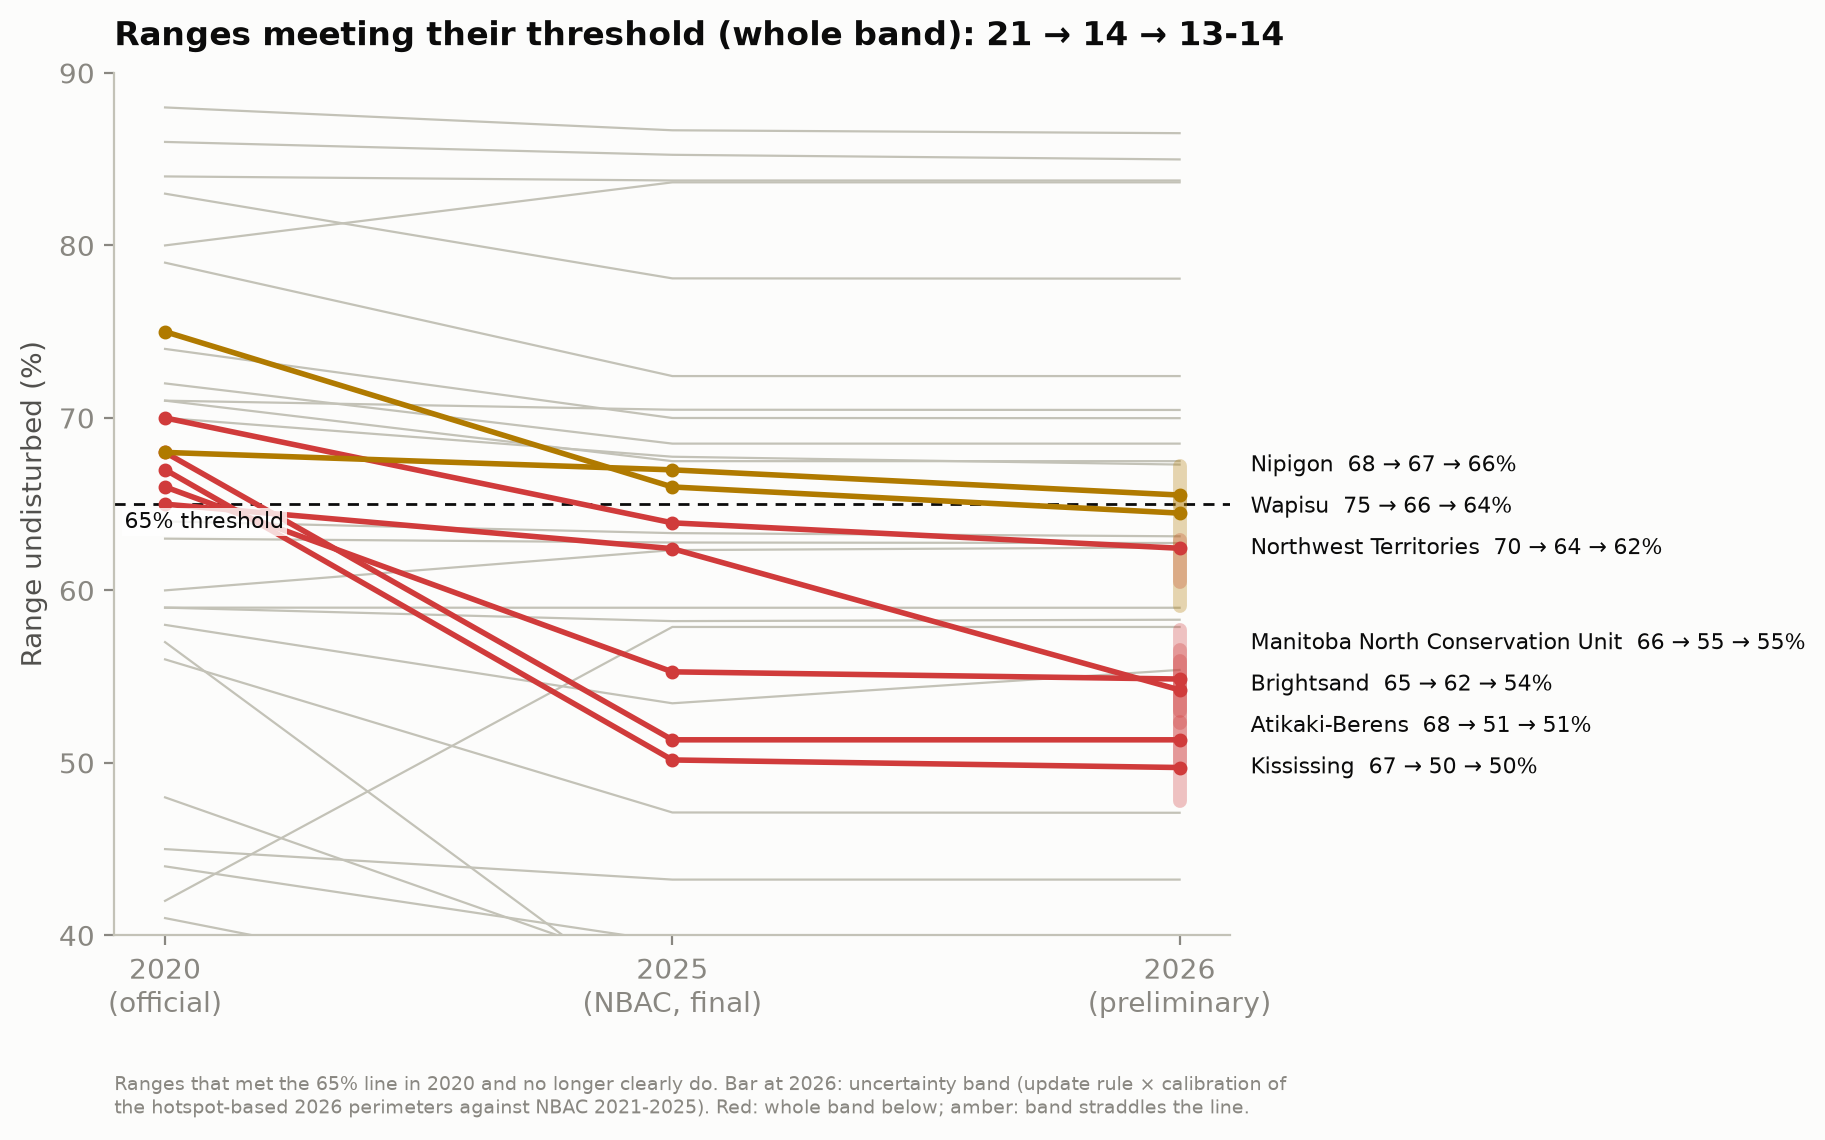 Ranges meeting their threshold (whole band): 21 → 14 → 13-14
Range undisturbed (%)
90
80
70
60
50
40
65% threshold
Nipigon 68 → 67 → 66%
Wapisu 75 → 66 → 64%
Northwest Territories 70 → 64 → 62%
Manitoba North Conservation Unit 66 → 55 → 55%
Brightsand 65 → 62 → 54%
Atikaki-Berens 68 → 51 → 51%
Kississing 67 → 50 → 50%
2020
(official)
2025
(NBAC, final)
2026
(preliminary)
Ranges that met the 65% line in 2020 and no longer clearly do. Bar at 2026: uncertainty band (update rule × calibration of
the hotspot-based 2026 perimeters against NBAC 2021-2025). Red: whole band below; amber: band straddles the line.